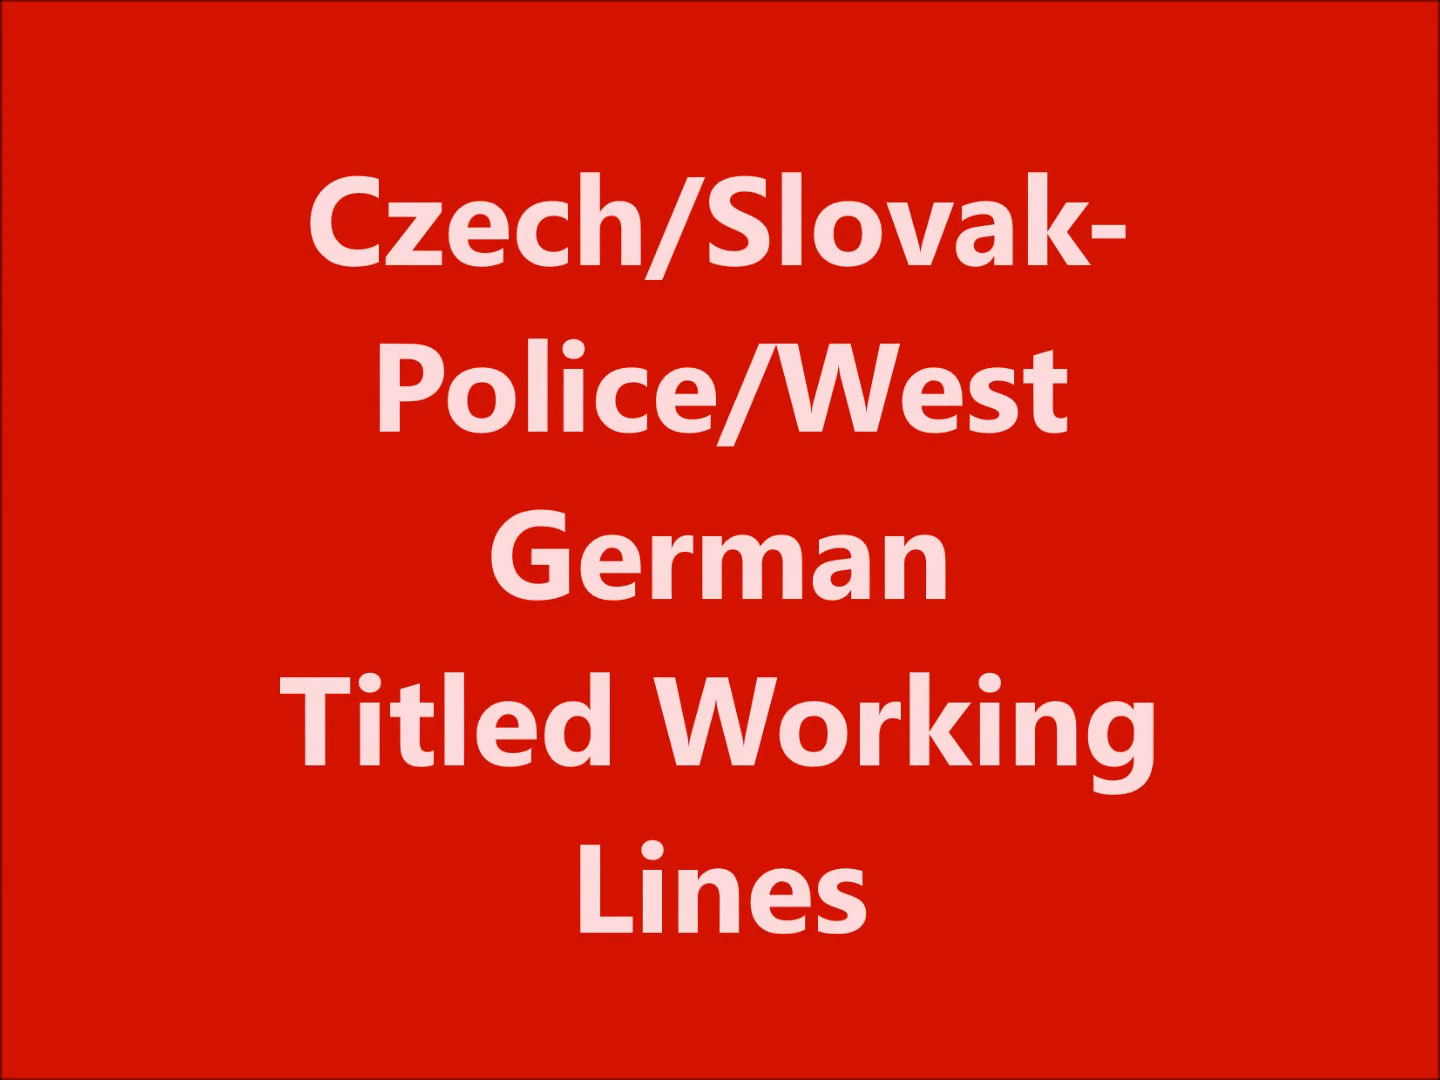 Czech/Slovak-
Police/West
German
Titled Working
Lines